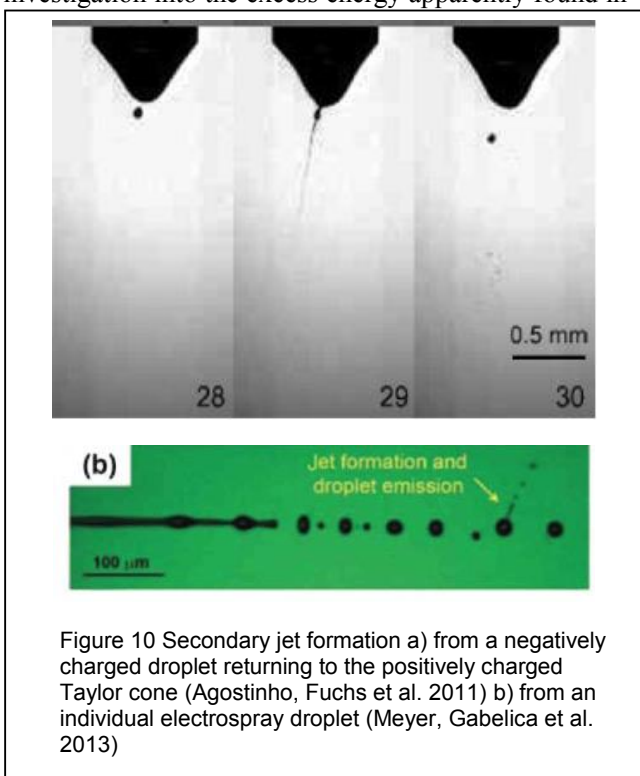 investigation into the excess energy apparently found in
28
29
0.5 mm
30
(b)
Jet formation and
droplet emission
100 μm
Figure 10 Secondary jet formation a) from a negatively
charged droplet returning to the positively charged
Taylor cone (Agostinho, Fuchs et al. 2011) b) from an
individual electrospray droplet (Meyer, Gabelica et al.
2013)